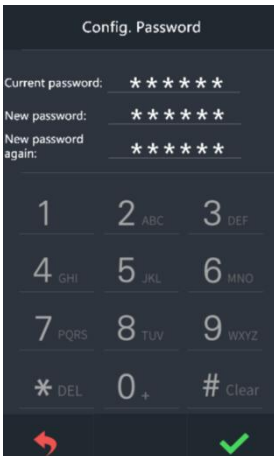 Config. Password
Current password: ******
New password: ******
New password
again: ******
1 2 ABC 3 DEF
4 GHI 5 JKL 6 MNO
7 PQRS 8 TUV 9 WXYZ
* DEL 0 + # Clear